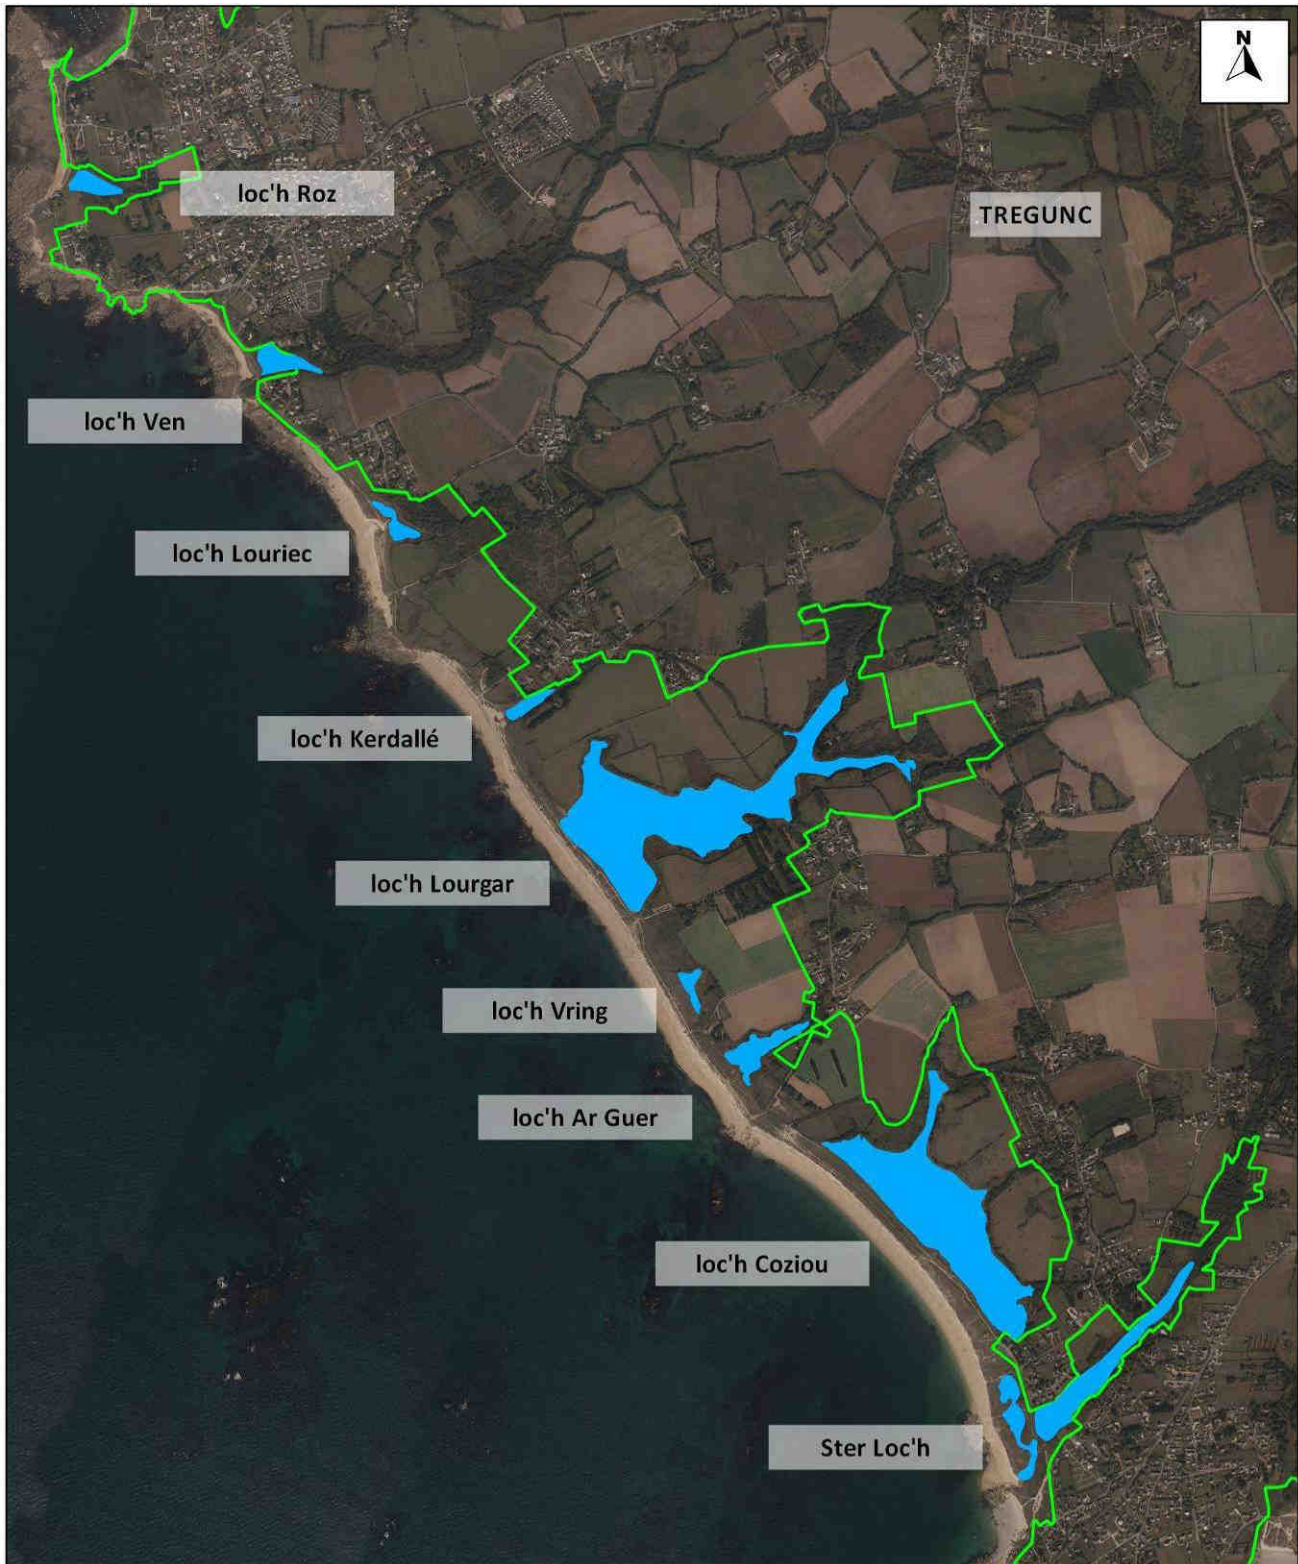 N
loc'h Roz
TREGUNC
loc'h Ven
loc'h Louriec
loc'h Kerdallé
loc'h Lourgar
loc'h Vring
loc'h Ar Guer
loc'h Coziou
Ster Loc'h